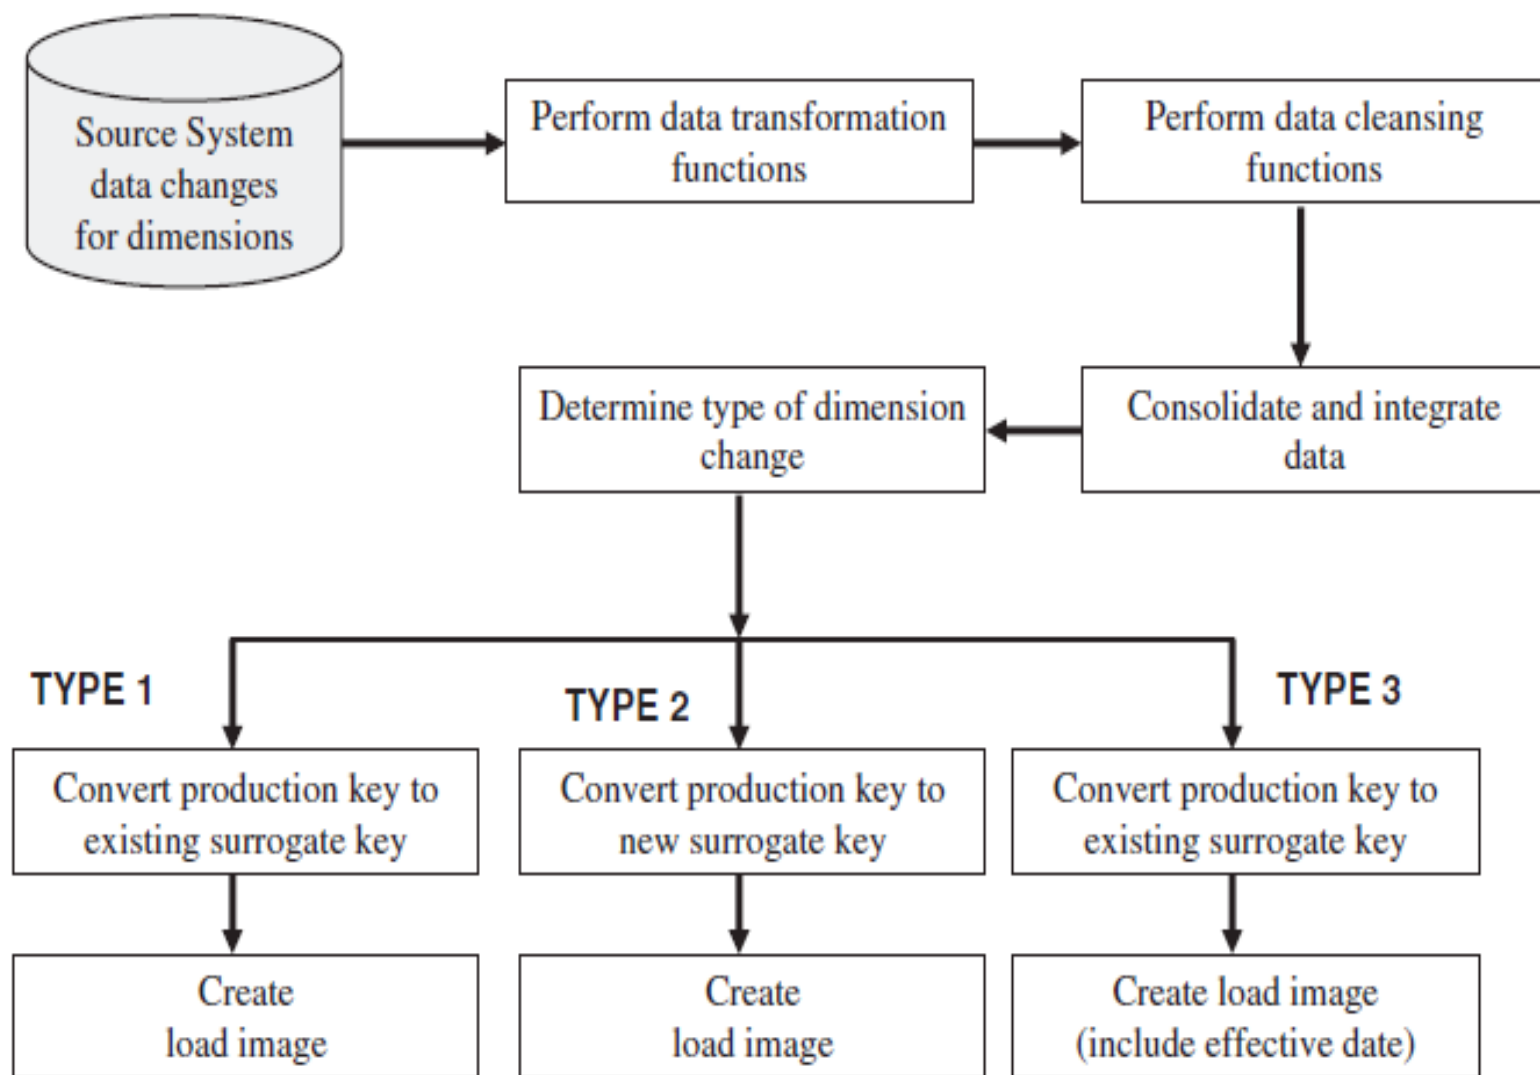 Source System
data changes
for dimensions
Perform data transformation
functions
Perform data cleansing
functions
Determine type of dimension
change
Consolidate and integrate
data
TYPE 1
TYPE 2
TYPE 3
Convert production key to
existing surrogate key
Convert production key to
new surrogate key
Convert production key to
existing surrogate key
Create
load image
Create
load image
Create load image
(include effective date)